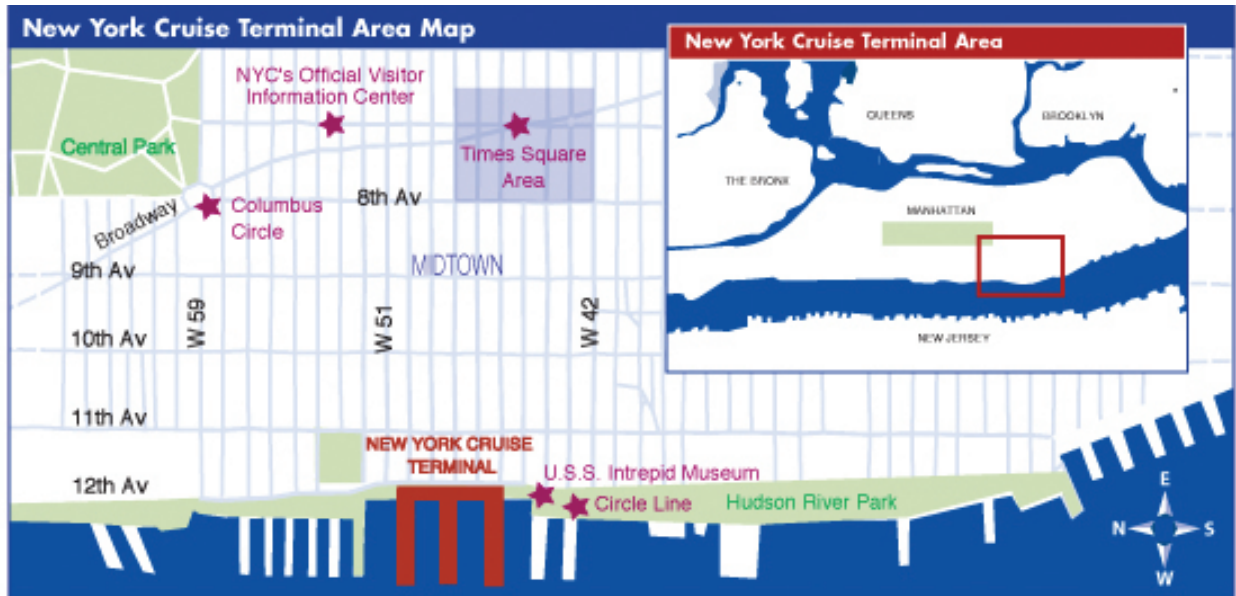 New York Cruise Terminal Area Map
New York Cruise Terminal Area
NYC's Official Visitor
Information Center
Central Park
Times Square
Area
Columbus
Circle
Broadway
8th Av
9th Av
MIDTOWN
W 59
W 51
W 42
10th Av
11th Av
NEW YORK CRUISE
TERMINAL
12th Av
U.S.S. Intrepid Museum
Circle Line
Hudson River Park
QUEENS
BROOKLYN
THE BRONX
MANHATTAN
NEW JERSEY
E
N
S
W